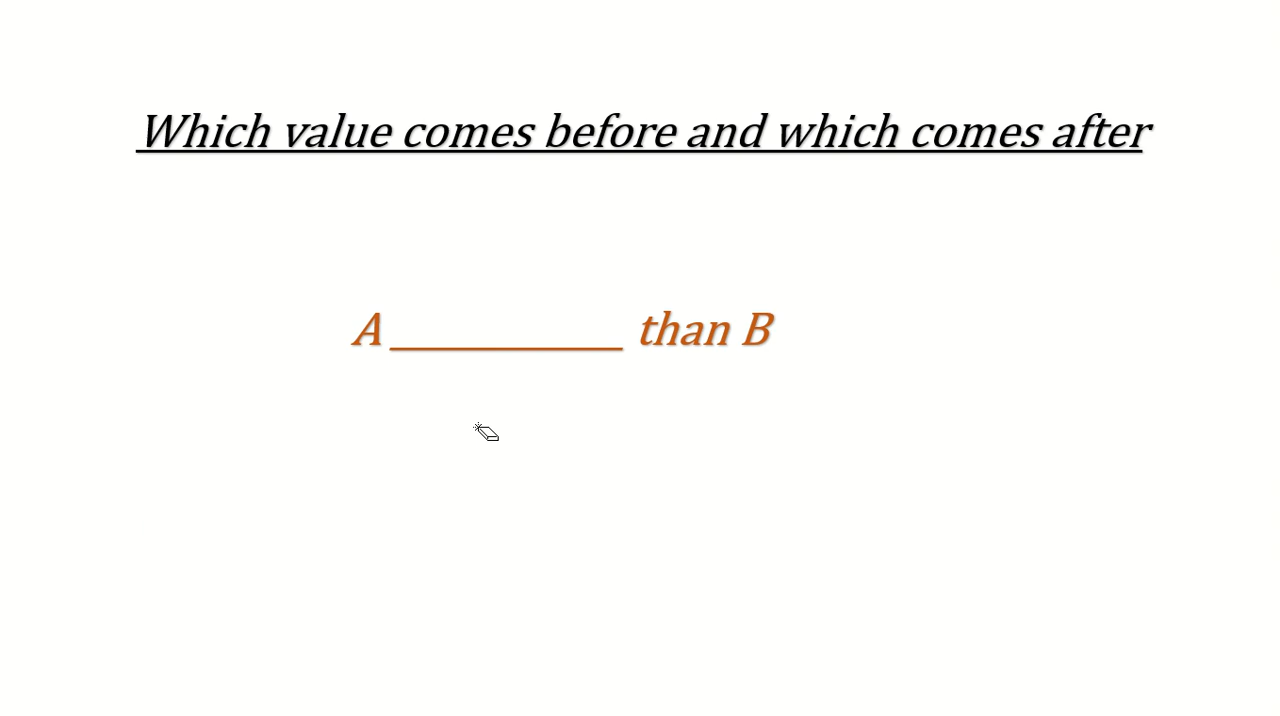 Which value comes before and which comes after
A ___________ than B